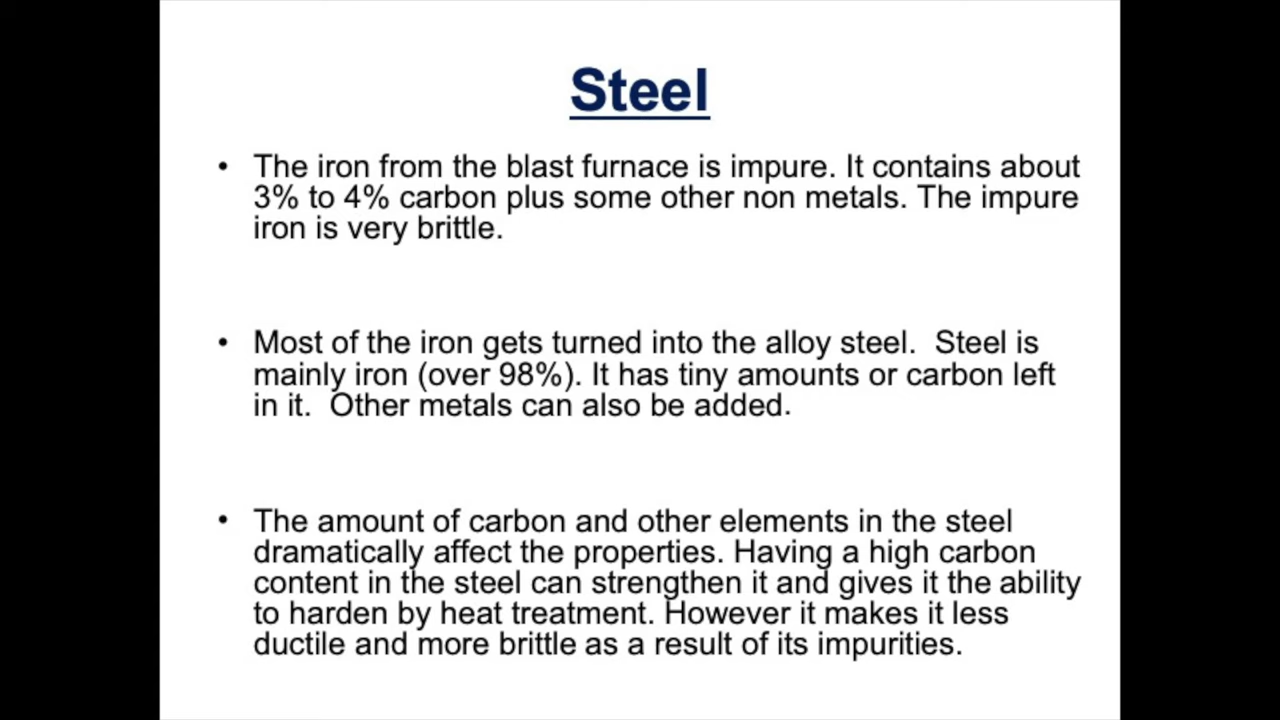 Steel
• The iron from the blast furnace is impure. It contains about
3% to 4% carbon plus some other non metals. The impure
iron is very brittle.
• Most of the iron gets turned into the alloy steel.  Steel is
mainly iron (over 98%). It has tiny amounts or carbon left
in it.  Other metals can also be added.
• The amount of carbon and other elements in the steel
dramatically affect the properties. Having a high carbon
content in the steel can strengthen it and gives it the ability
to harden by heat treatment. However it makes it less
ductile and more brittle as a result of its impurities.